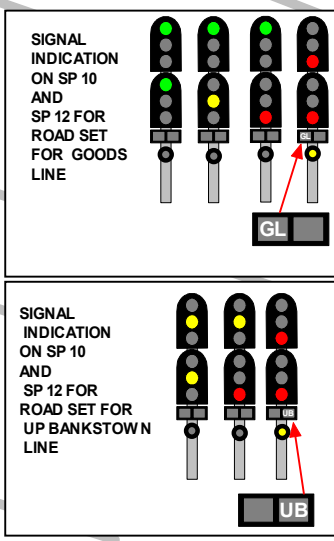 SIGNAL
INDICATION
ON SP 10
AND
SP 12 FOR
ROAD SET
FOR GOODS
LINE
GL
GL
SIGNAL
INDICATION
ON SP 10
AND
SP 12 FOR
ROAD SET FOR
UP BANKSTOWN
LINE
UB
UB